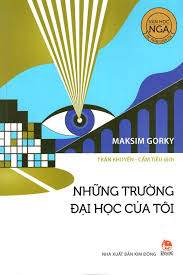 VĂN HỌC
NGA
MAKSIM GORKY
TRẦN KHUYẾN - CẨM TIÊU dịch
NHỮNG TRƯỜNG
ĐẠI HỌC CỦA TÔI
NHÀ XUẤT BẢN KIM ĐỒNG